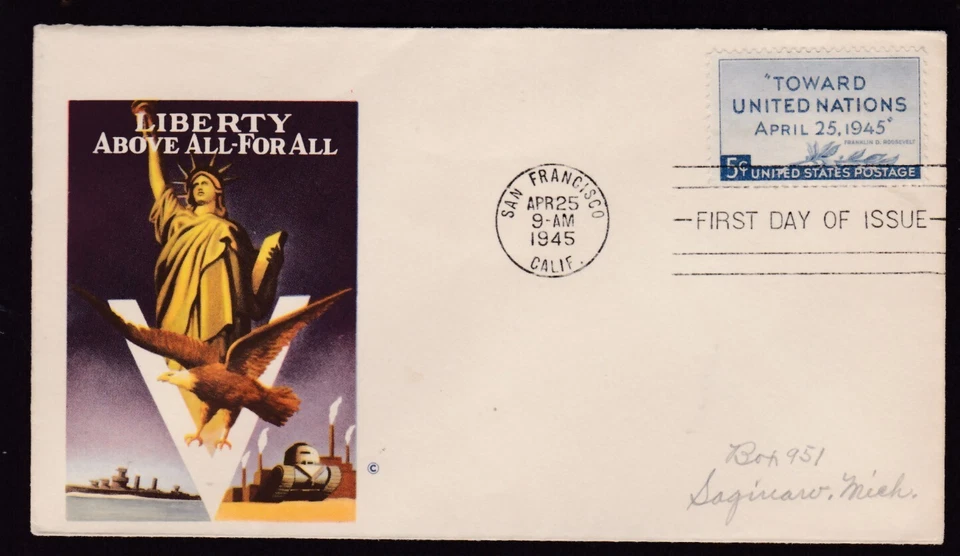 LIBERTY
ABOVE ALL-FOR ALL
©
"TOWARD
UNITED NATIONS
APRIL 25, 1945"
FRANKLIN D. ROOSEVELT
5¢ UNITED STATES POSTAGE
SAN FRANCISCO
APR 25
9-AM
1945
CALIF.
FIRST DAY OF ISSUE
Box 951
Saginaw. Mich.